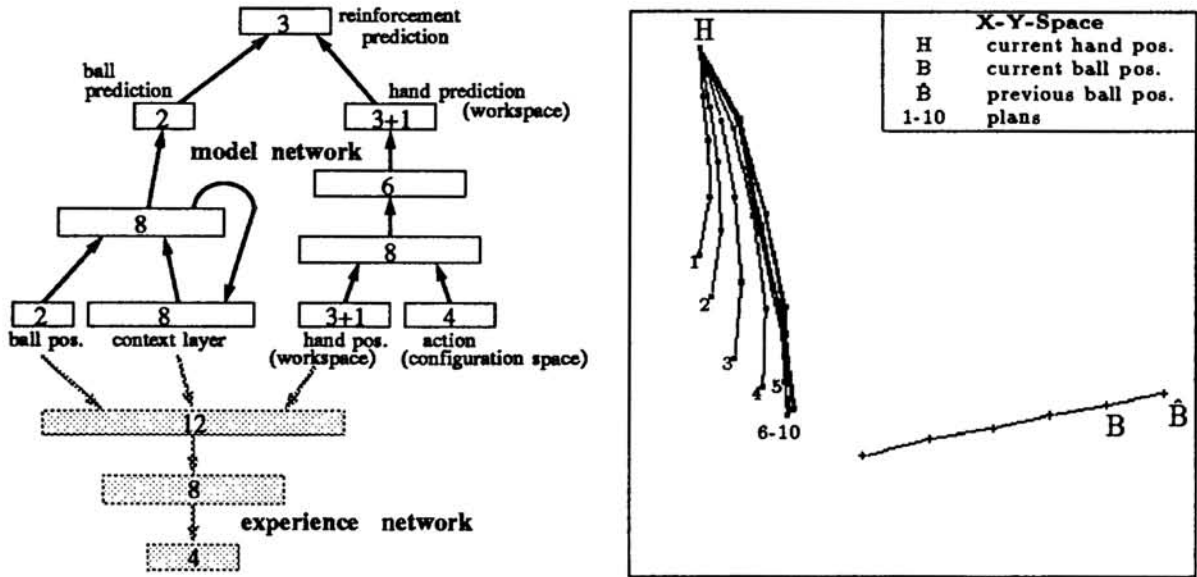 3
reinforcement
prediction
ball
prediction
2
hand prediction
(workspace)
3+1
model network
6
8
8
2
8
3+1
4
ball pos.
context layer
hand pos.
(workspace)
action
(configuration space)
12
8
experience network
4
H
X-Y-Space
H current hand pos.
B current ball pos.
B̂ previous ball pos.
1-10 plans
1
2
3
4
5
6-10
B
B̂